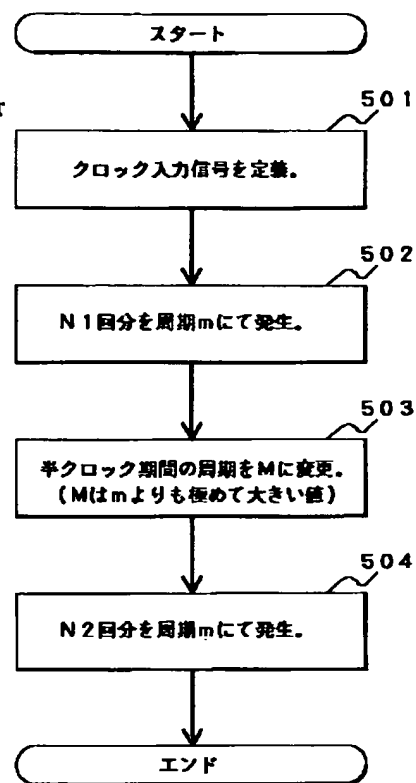 スタート
501
クロック入力信号を定義。
502
N1回分を周期mにて発生。
503
半クロック期間の周期をMに変更。
(Mはmよりも極めて大きい値)
504
N2回分を周期mにて発生。
エンド